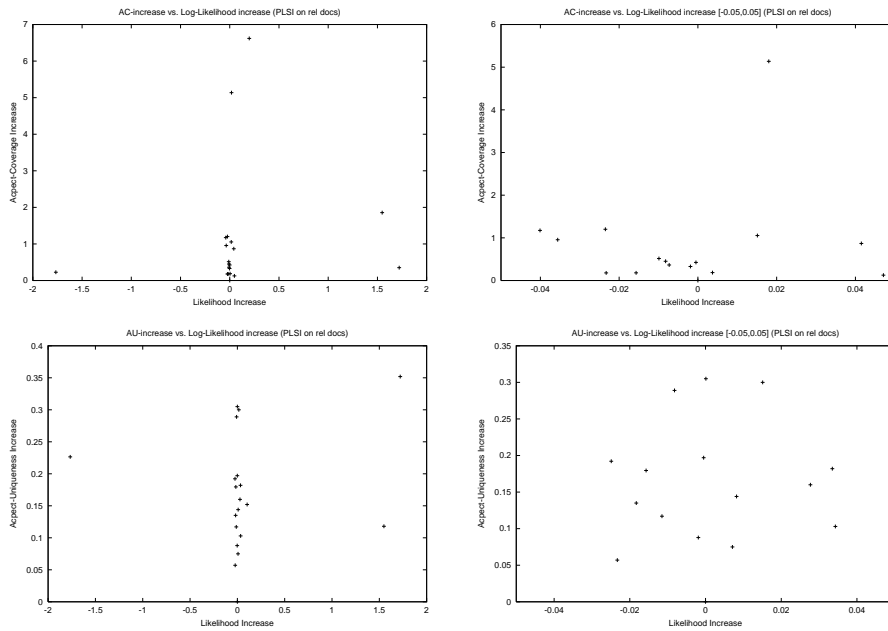 AC-increase vs. Log-Likelihood increase (PLSI on rel docs)
7
6
5
4
3
2
1
0
Acpect-Coverage Increase
-2 -1.5 -1 -0.5 0 0.5 1 1.5 2
Likelihood Increase
AC-increase vs. Log-Likelihood increase [-0.05,0.05] (PLSI on rel docs)
6
5
4
3
2
1
0
Acpect-Coverage Increase
-0.04 -0.02 0 0.02 0.04
Likelihood Increase
AU-increase vs. Log-Likelihood increase (PLSI on rel docs)
0.4
0.35
0.3
0.25
0.2
0.15
0.1
0.05
0
Acpect-Uniqueness Increase
-2 -1.5 -1 -0.5 0 0.5 1 1.5 2
Likelihood Increase
AU-increase vs. Log-Likelihood increase [-0.05,0.05] (PLSI on rel docs)
0.35
0.3
0.25
0.2
0.15
0.1
0.05
0
Acpect-Uniqueness Increase
-0.04 -0.02 0 0.02 0.04
Likelihood Increase